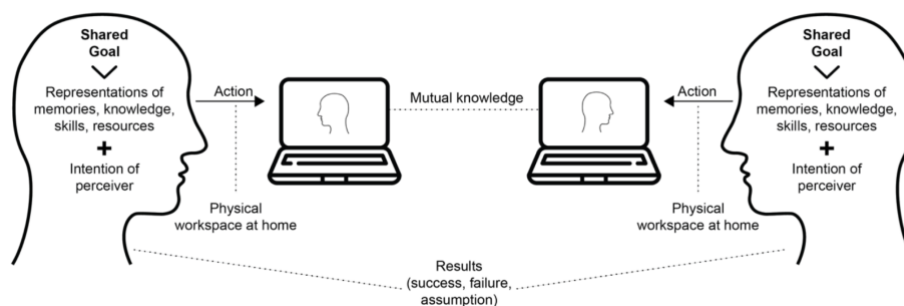 Shared
Goal
Representations of
memories, knowledge,
skills, resources
+
Intention of
perceiver
Action
Physical
workspace at home
Mutual knowledge
Action
Physical
workspace at home
Shared
Goal
Representations of
memories, knowledge,
skills, resources
+
Intention of
perceiver
Results
(success, failure,
assumption)